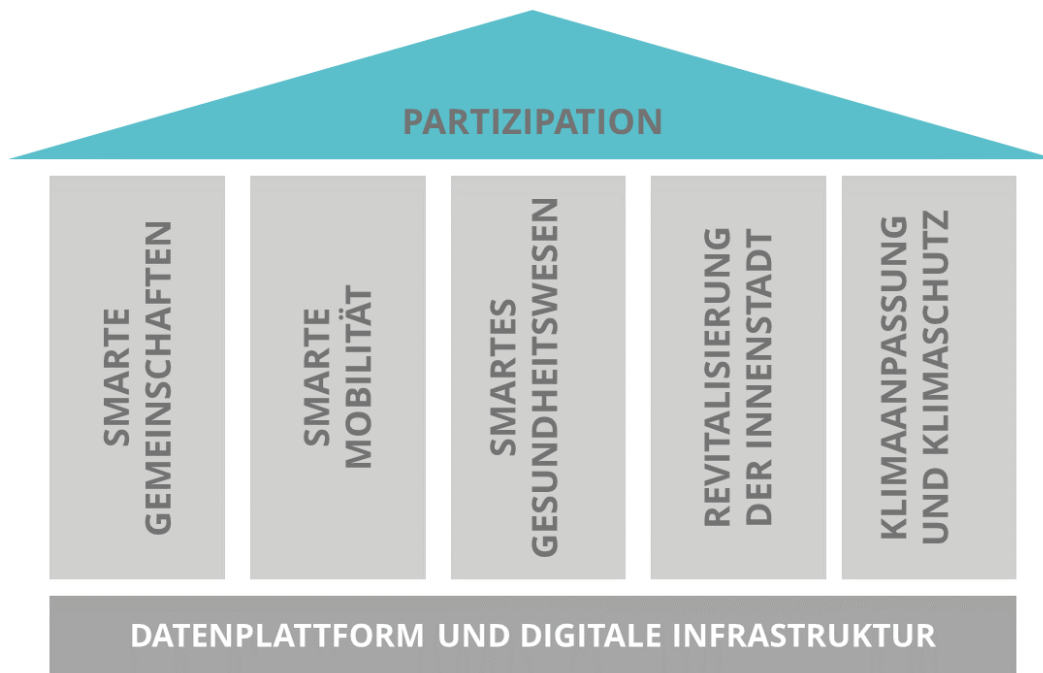 PARTIZIPATION
SMARTE
GEMEINSCHAFTEN
SMARTE
MOBILITÄT
SMARTES
GESUNDHEITSWESEN
REVITALISIERUNG
DER INNENSTADT
KLIMAANPASSUNG
UND KLIMASCHUTZ
DATENPLATTFORM UND DIGITALE INFRASTRUKTUR